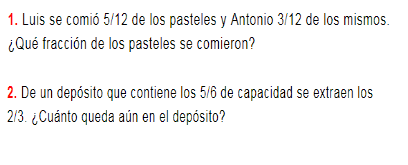 1. Luis se comió 5/12 de los pasteles y Antonio 3/12 de los mismos.
¿Qué fracción de los pasteles se comieron?
2. De un depósito que contiene los 5/6 de capacidad se extraen los
2/3. ¿Cuánto queda aún en el depósito?